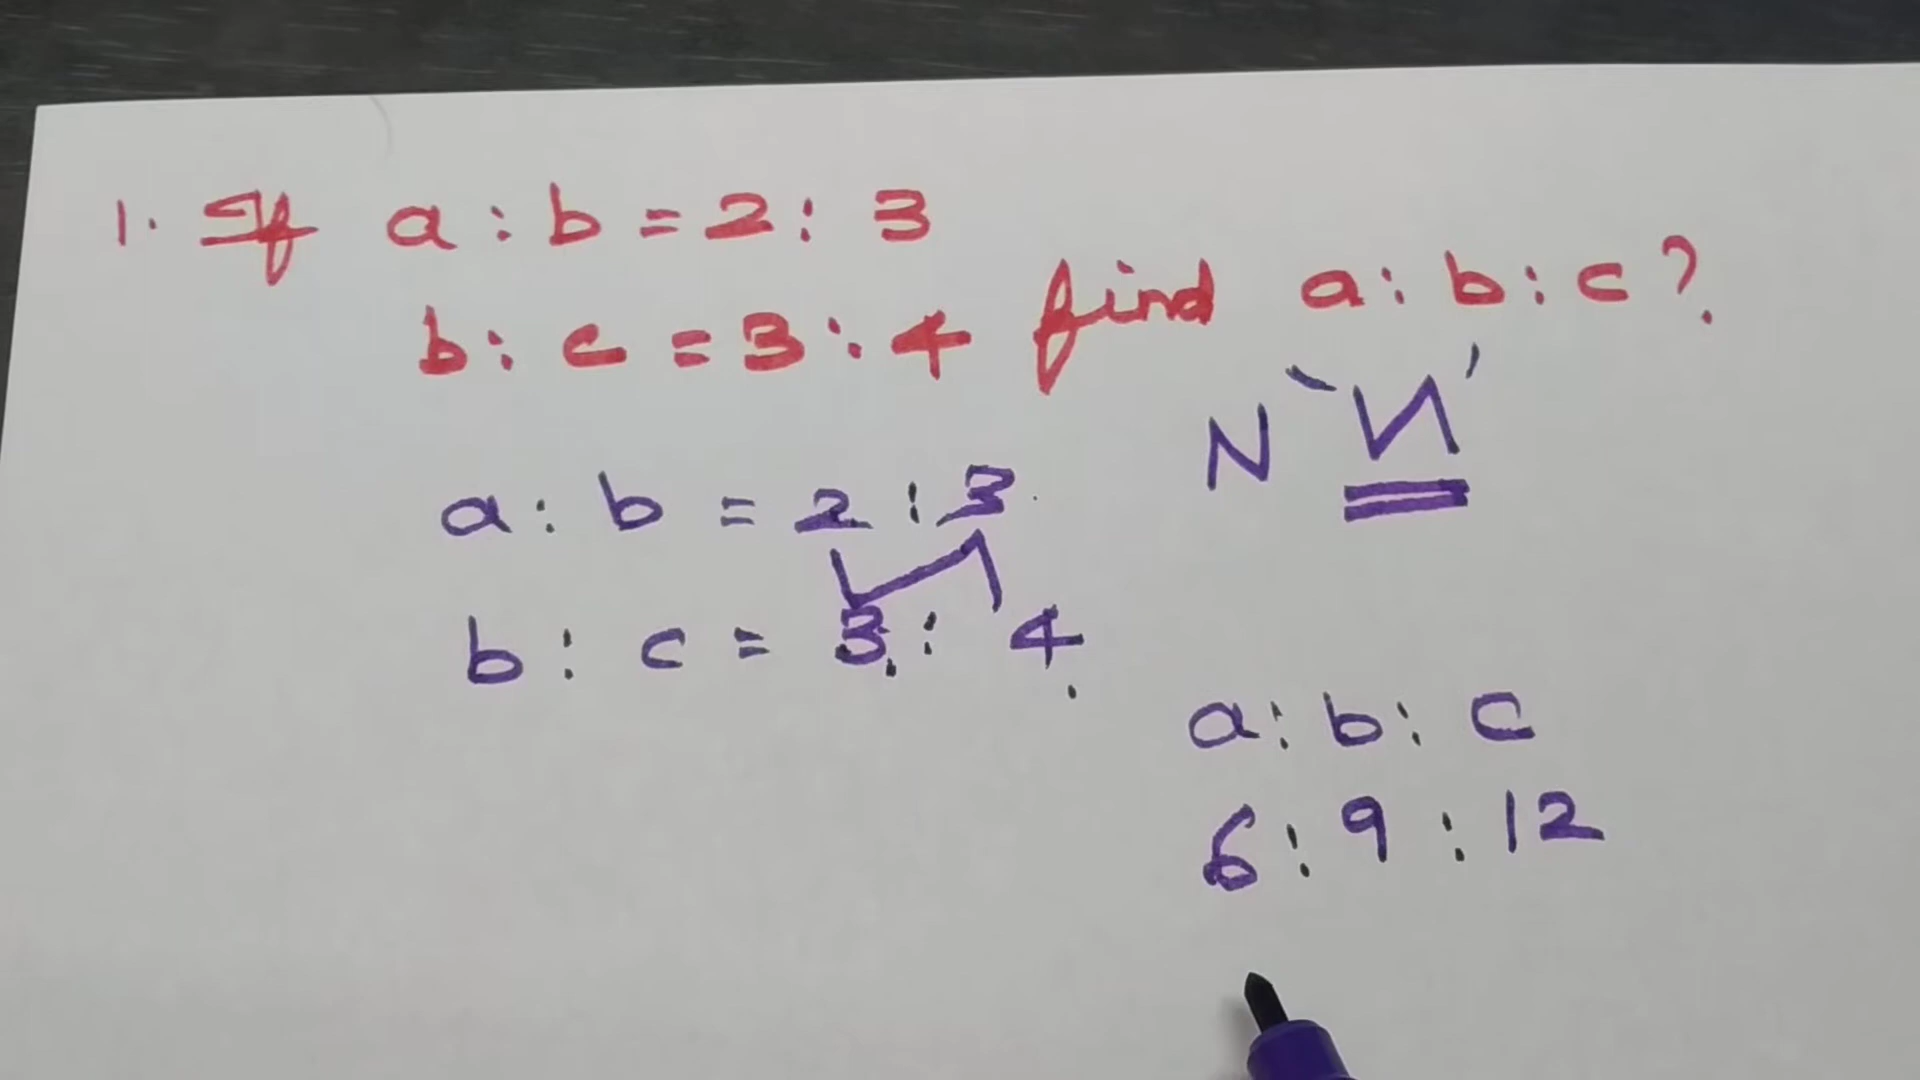 1. If a : b = 2 : 3
b : c = 3 : 4 find a : b : c ?
N И
a : b = 2 : 3
b : c = 3 : 4
a : b : c
6 : 9 : 12